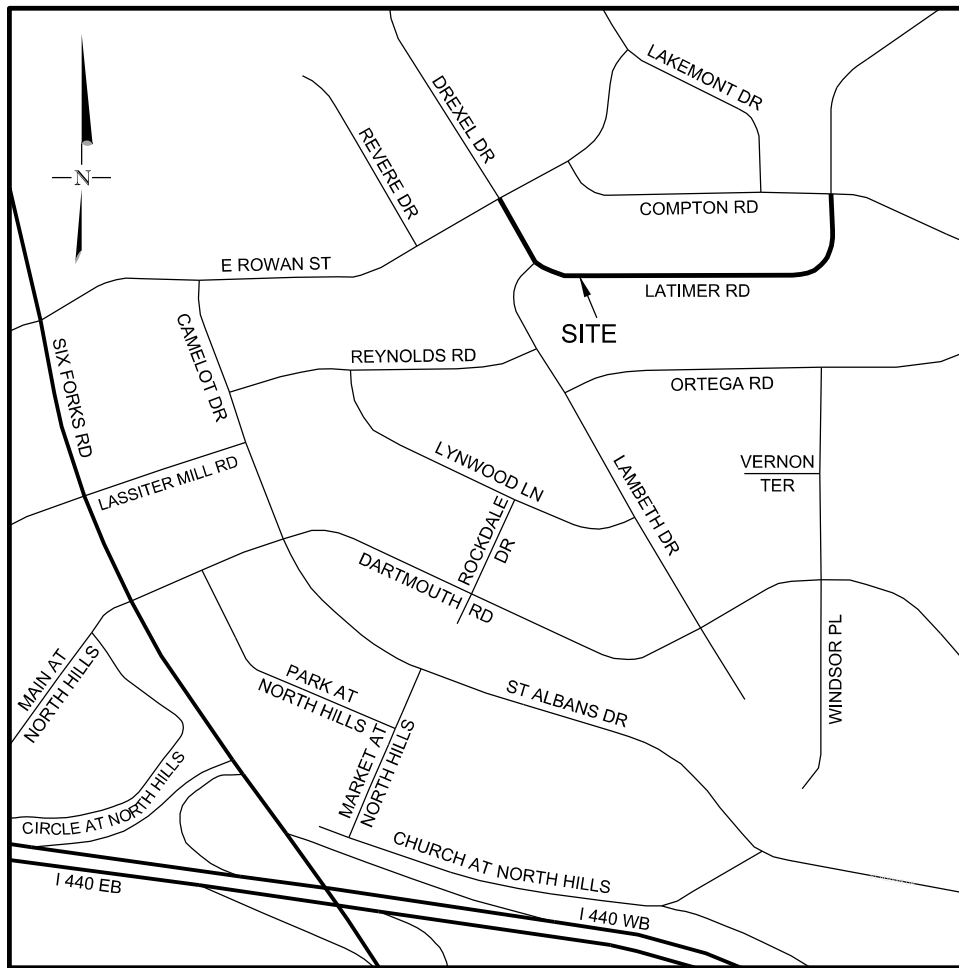 LAKEMONT DR
DREXEL DR
REVERE DR
N
COMPTON RD
E ROWAN ST
LATIMER RD
SITE
CAMELOT DR
SIX FORKS RD
REYNOLDS RD
ORTEGA RD
LYNWOOD LN
VERNON
TER
LASSITER MILL RD
LAMBETH DR
ROCKDALE
DR
DARTMOUTH RD
MAIN AT
NORTH HILLS
PARK AT
NORTH HILLS
ST ALBANS DR
WINDSOR PL
MARKET AT
NORTH HILLS
CIRCLE AT NORTH HILLS
CHURCH AT NORTH HILLS
I 440 EB
I 440 WB